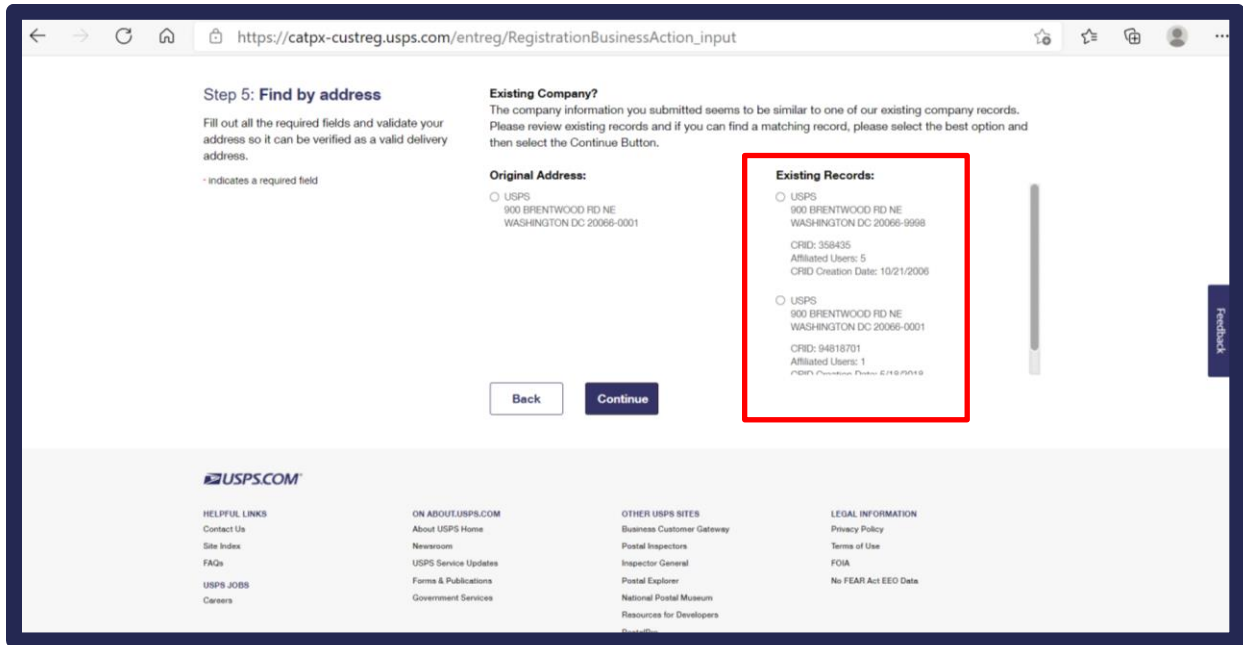 https://catpx-custreg.usps.com/entreg/RegistrationBusinessAction_input
Step 5: Find by address
Fill out all the required fields and validate your
address so it can be verified as a valid delivery
address.
* indicates a required field
Existing Company?
The company information you submitted seems to be similar to one of our existing company records.
Please review existing records and if you can find a matching record, please select the best option and
then select the Continue Button.
Original Address:
USPS
900 BRENTWOOD RD NE
WASHINGTON DC 20066-0001
Existing Records:
USPS
900 BRENTWOOD RD NE
WASHINGTON DC 20066-9998
CRID: 358435
Affiliated Users: 5
CRID Creation Date: 10/21/2006
USPS
900 BRENTWOOD RD NE
WASHINGTON DC 20066-0001
CRID: 94818701
Affiliated Users: 1
CRID Creation Date: 5/18/2018
Back
Continue
Feedback
USPS.COM
HELPFUL LINKS
Contact Us
Site Index
FAQs
USPS JOBS
Careers
ON ABOUT.USPS.COM
About USPS Home
Newsroom
USPS Service Updates
Forms & Publications
Government Services
OTHER USPS SITES
Business Customer Gateway
Postal Inspectors
Inspector General
Postal Explorer
National Postal Museum
Resources for Developers
PostalPro
LEGAL INFORMATION
Privacy Policy
Terms of Use
FOIA
No FEAR Act EEO Data